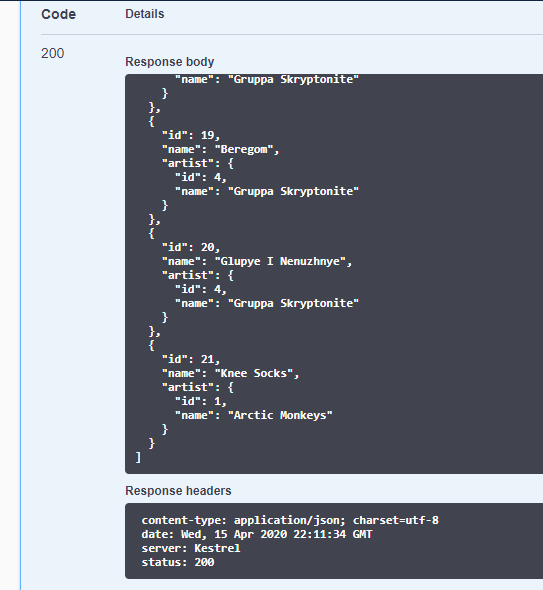 Code Details
200
Response body
"name": "Gruppa Skryptonite"
}
},
{
"id": 19,
"name": "Beregom",
"artist": {
"id": 4,
"name": "Gruppa Skryptonite"
}
},
{
"id": 20,
"name": "Glupye I Nenuzhnye",
"artist": {
"id": 4,
"name": "Gruppa Skryptonite"
}
},
{
"id": 21,
"name": "Knee Socks",
"artist": {
"id": 1,
"name": "Arctic Monkeys"
}
}
]
Response headers
content-type: application/json; charset=utf-8
date: Wed, 15 Apr 2020 22:11:34 GMT
server: Kestrel
status: 200